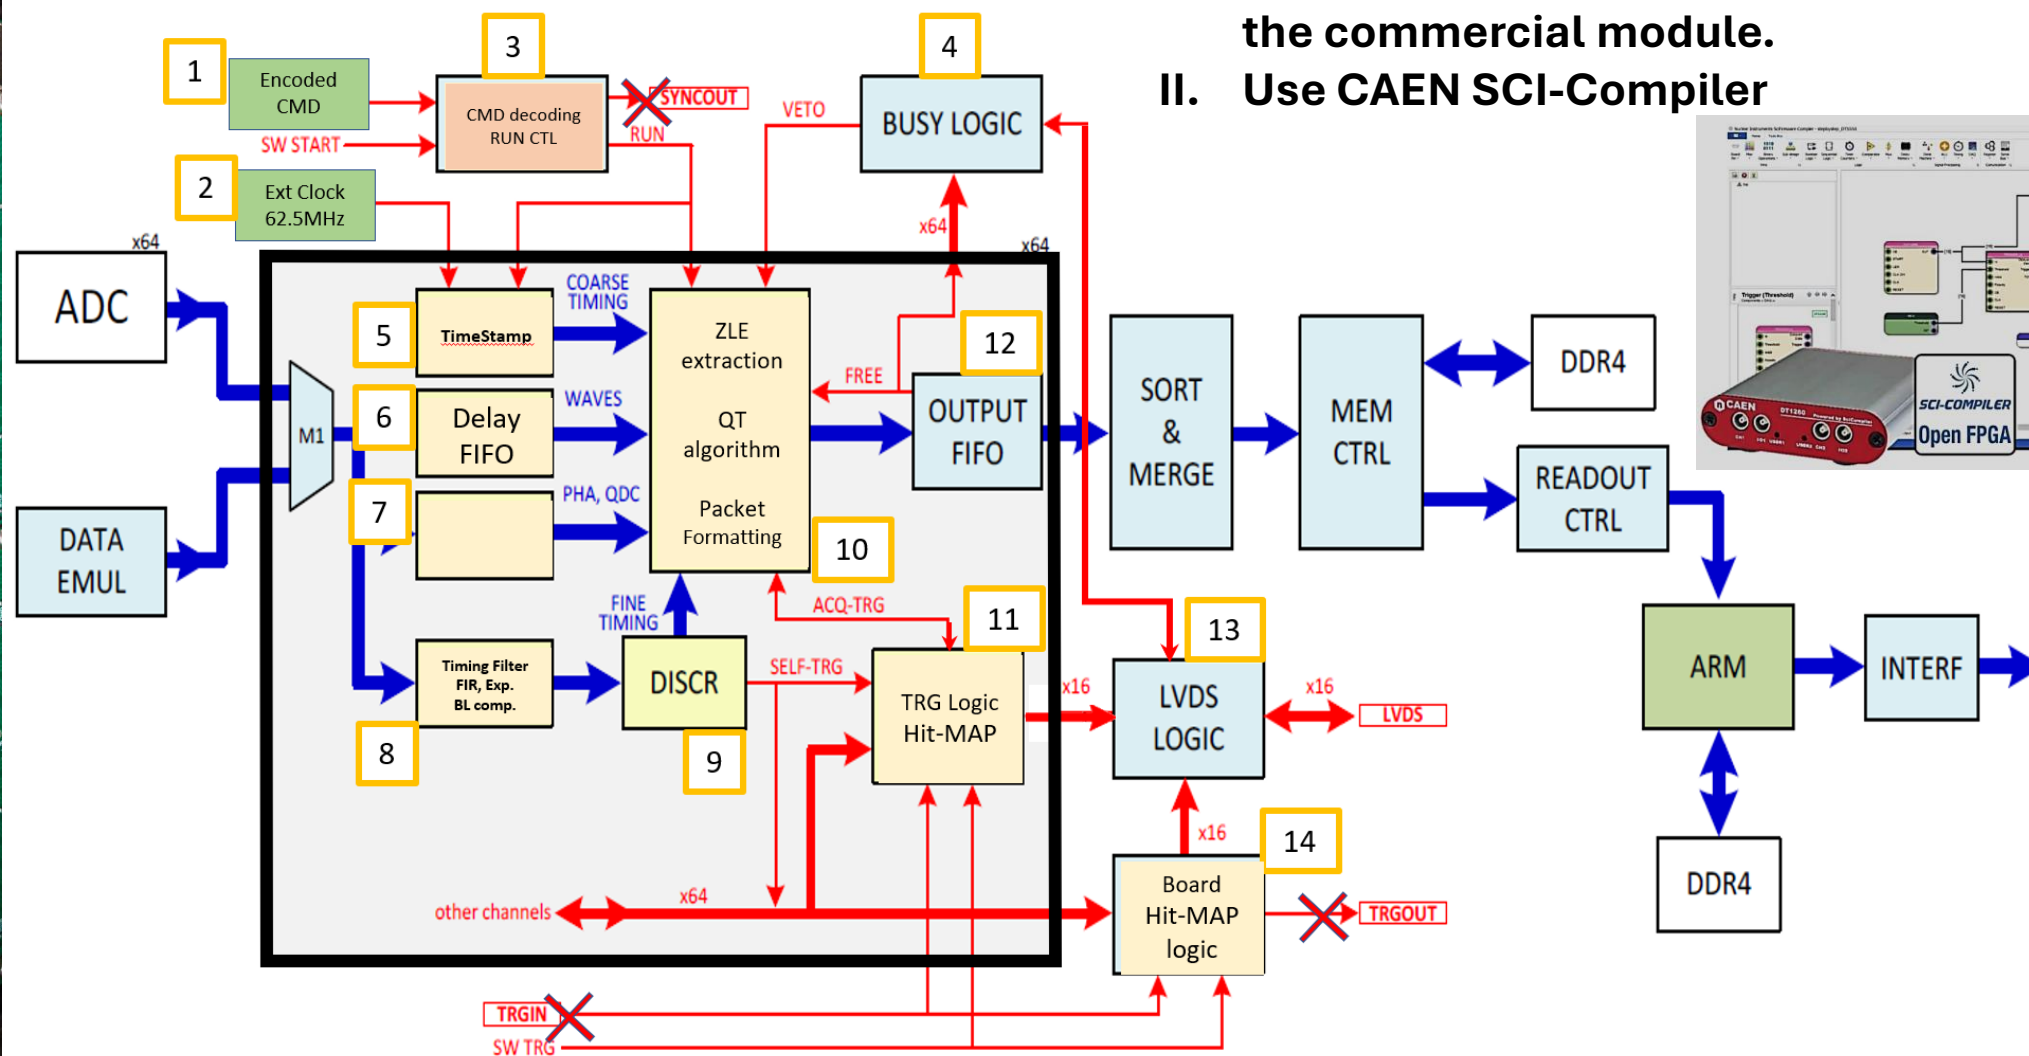 the commercial module.
II. Use CAEN SCI-Compiler
1
Encoded
CMD
SW START
2
Ext Clock
62.5MHz
3
CMD decoding
RUN CTL
SYNCOUT
RUN
4
BUSY LOGIC
VETO
x64
x64
x64
ADC
DATA
EMUL
M1
5
TimeStamp
COARSE
TIMING
6
Delay
FIFO
WAVES
7
PHA, QDC
8
Timing Filter
FIR, Exp.
BL comp.
9
DISCR
FINE
TIMING
SELF-TRG
10
ZLE
extraction
QT
algorithm
Packet
Formatting
ACQ-TRG
11
TRG Logic
Hit-MAP
12
OUTPUT
FIFO
FREE
SORT
&
MERGE
MEM
CTRL
DDR4
READOUT
CTRL
ARM
INTERF
DDR4
13
LVDS
LOGIC
x16
x16
LVDS
14
Board
Hit-MAP
logic
x16
TRGOUT
other channels
x64
TRGIN
SW TRG
Trigger (Threshold)
CAEN
DT1260
SCI-COMPILER
Open FPGA